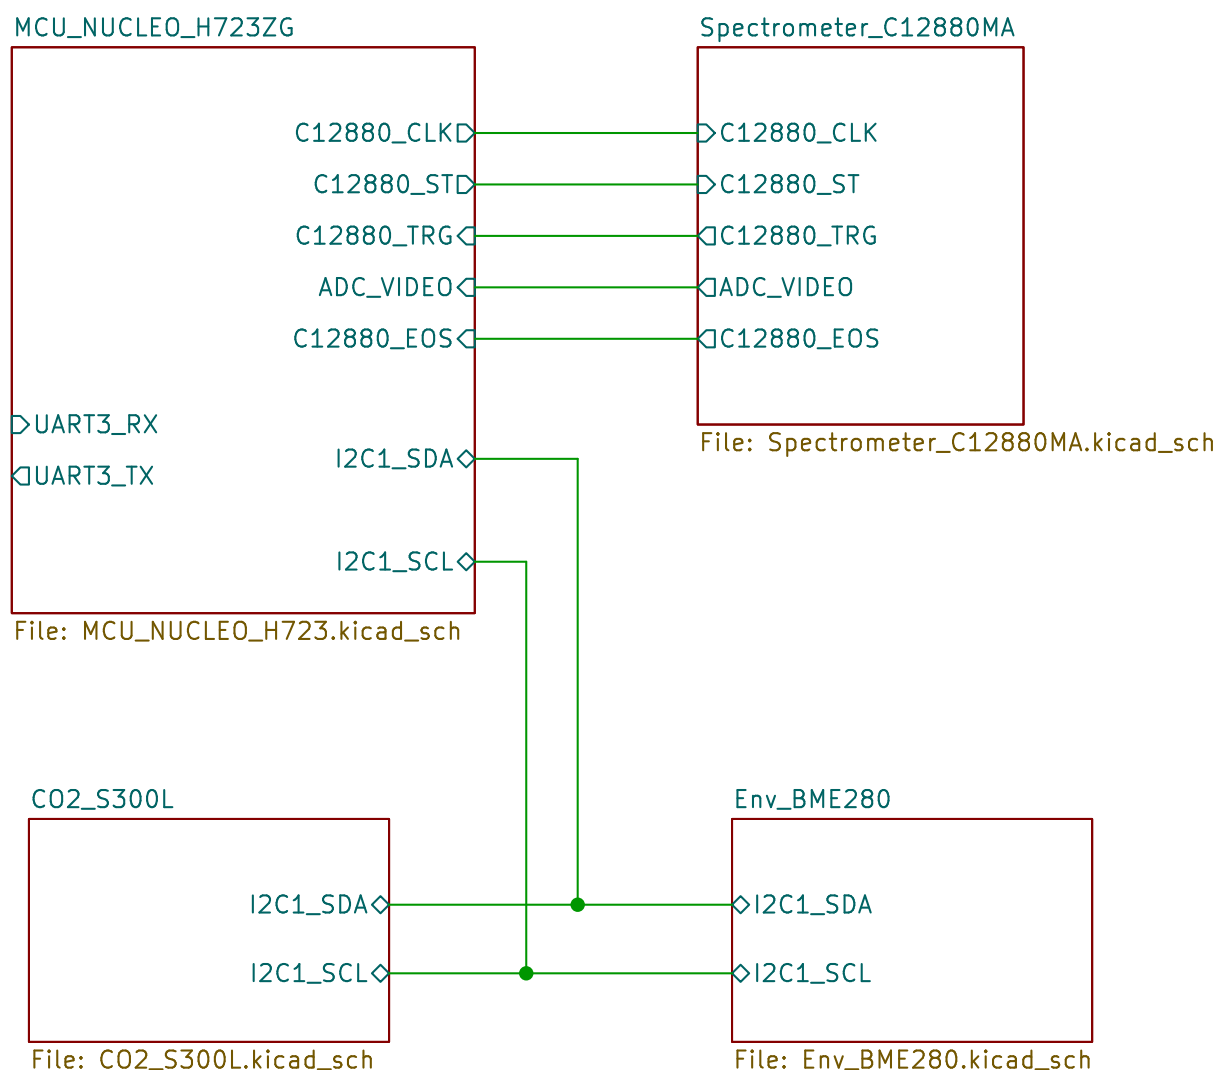 MCU_NUCLEO_H723ZG
C12880_CLK
C12880_ST
C12880_TRG
ADC_VIDEO
C12880_EOS
UART3_RX
UART3_TX
I2C1_SDA
I2C1_SCL
File: MCU_NUCLEO_H723.kicad_sch
Spectrometer_C12880MA
C12880_CLK
C12880_ST
C12880_TRG
ADC_VIDEO
C12880_EOS
File: Spectrometer_C12880MA.kicad_sch
CO2_S300L
I2C1_SDA
I2C1_SCL
File: CO2_S300L.kicad_sch
Env_BME280
I2C1_SDA
I2C1_SCL
File: Env_BME280.kicad_sch